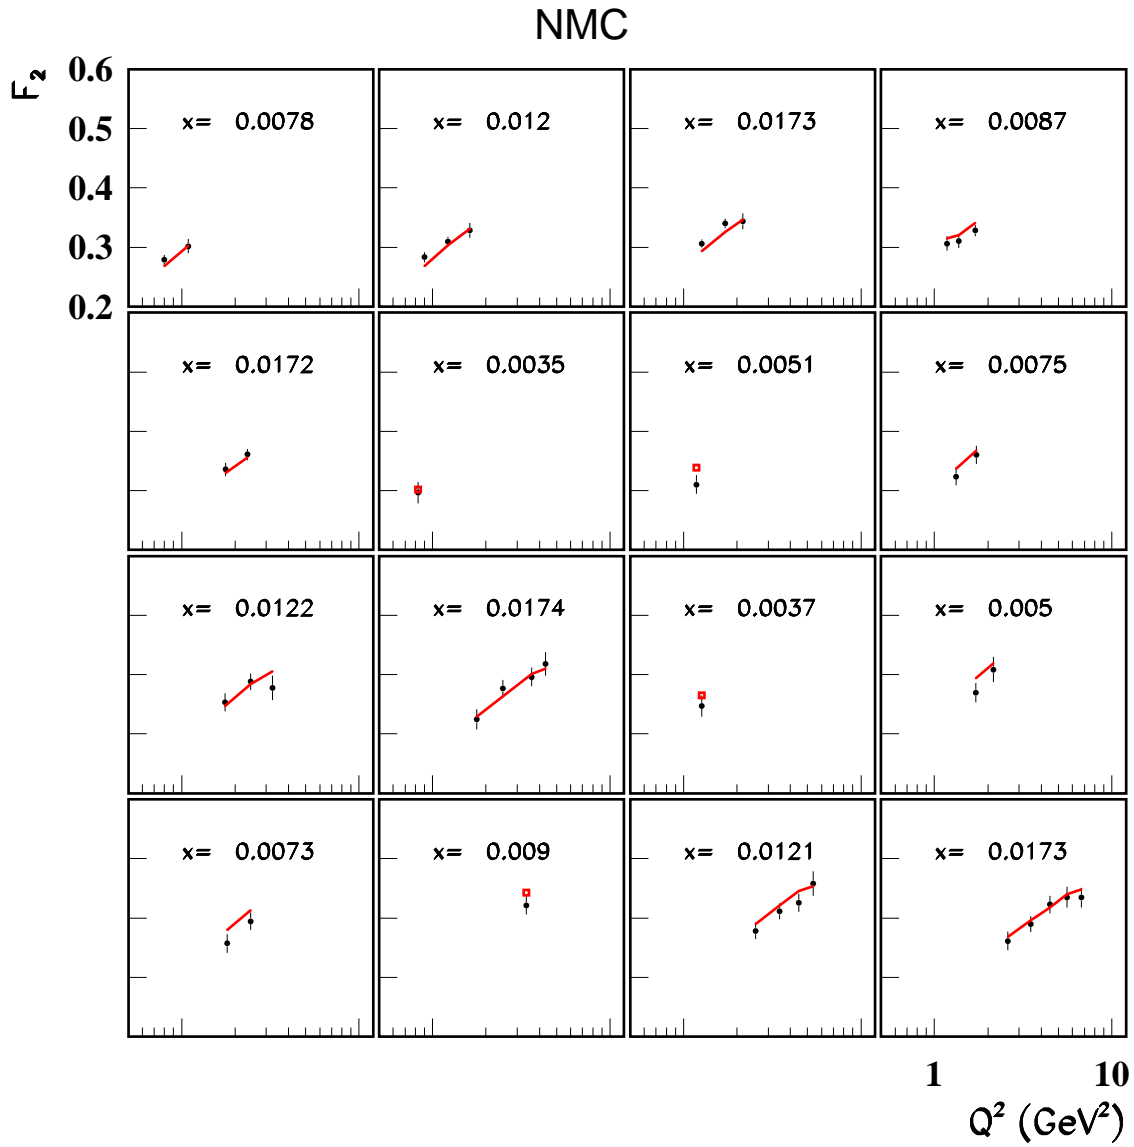 NMC
F₂
0.6
0.5
0.4
0.3
0.2
x= 0.0078
x= 0.012
x= 0.0173
x= 0.0087
x= 0.0172
x= 0.0035
x= 0.0051
x= 0.0075
x= 0.0122
x= 0.0174
x= 0.0037
x= 0.005
x= 0.0073
x= 0.009
x= 0.0121
x= 0.0173
1 10
Q² (GeV²)